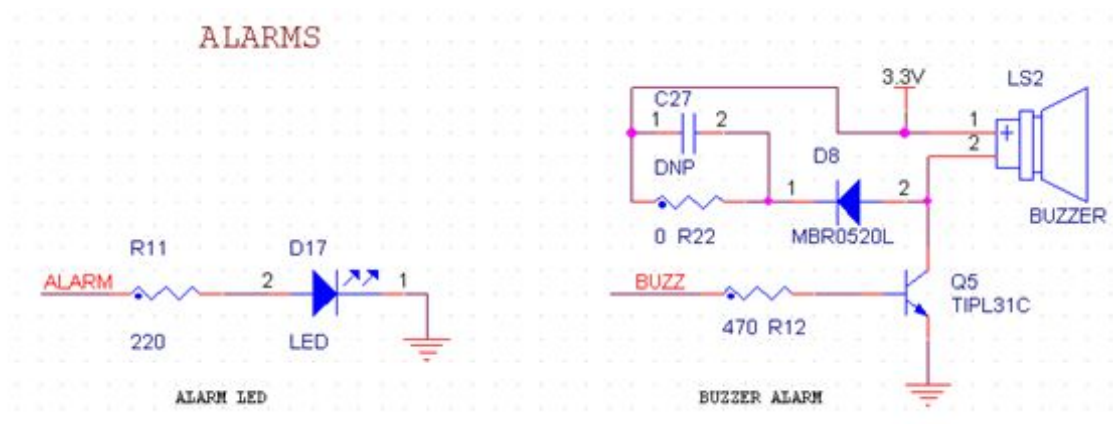 ALARMS
3.3V
LS2
C27
1
2
1
2
DNP
D8
BUZZER
1
2
0 R22
MBR0520L
R11
D17
ALARM
2
1
BUZZ
Q5
TIPL31C
220
LED
470 R12
ALARM LED
BUZZER ALARM